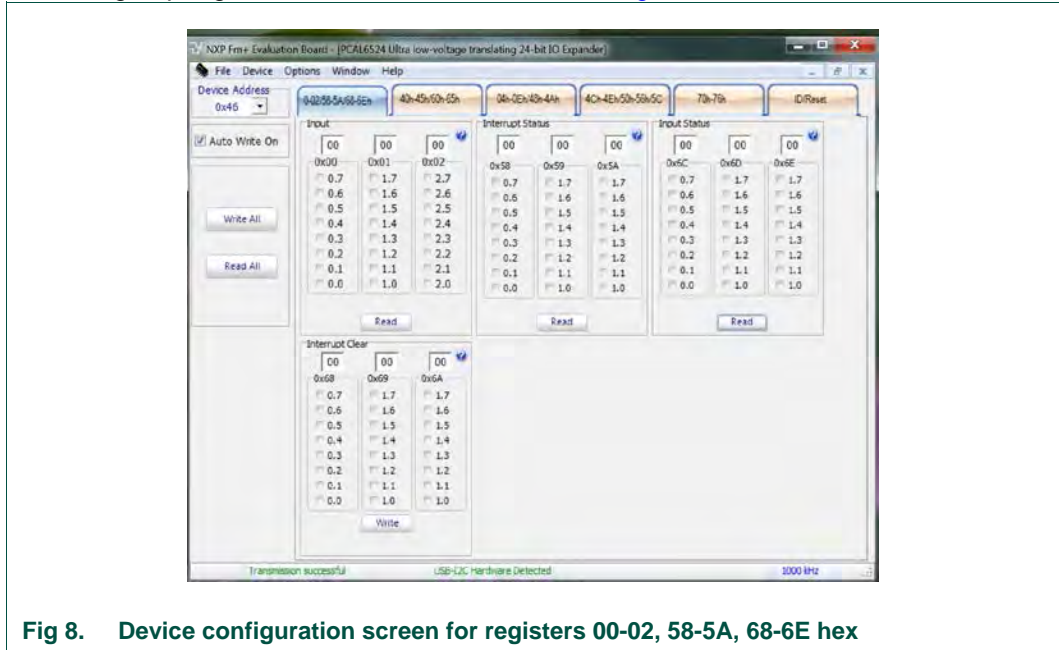 NXP Fm+ Evaluation Board - [PCAL6524 Ultra low-voltage translating 24-bit IO Expander]
File Device Options Window Help
Device Address
0x46
0-02/58-5A/68-6Eh 40h-45h/60h-65h 04h-0Eh/48h-4Ah 4Ch-4Eh/50h-56h/5C 70h-76h ID/Reset
Auto Write On
Write All
Read All
Input
00 00 00
0x00 0x01 0x02
0.7 1.7 2.7
0.6 1.6 2.6
0.5 1.5 2.5
0.4 1.4 2.4
0.3 1.3 2.3
0.2 1.2 2.2
0.1 1.1 2.1
0.0 1.0 2.0
Read
Interrupt Status
00 00 00
0x58 0x59 0x5A
0.7 1.7 1.7
0.6 1.6 1.6
0.5 1.5 1.5
0.4 1.4 1.4
0.3 1.3 1.3
0.2 1.2 1.2
0.1 1.1 1.1
0.0 1.0 1.0
Read
Input Status
00 00 00
0x6C 0x6D 0x6E
0.7 1.7 1.7
0.6 1.6 1.6
0.5 1.5 1.5
0.4 1.4 1.4
0.3 1.3 1.3
0.2 1.2 1.2
0.1 1.1 1.1
0.0 1.0 1.0
Read
Interrupt Clear
00 00 00
0x68 0x69 0x6A
0.7 1.7 1.7
0.6 1.6 1.6
0.5 1.5 1.5
0.4 1.4 1.4
0.3 1.3 1.3
0.2 1.2 1.2
0.1 1.1 1.1
0.0 1.0 1.0
Write
Transmission successful USB-I2C Hardware Detected 1000 kHz
Fig 8. Device configuration screen for registers 00-02, 58-5A, 68-6E hex